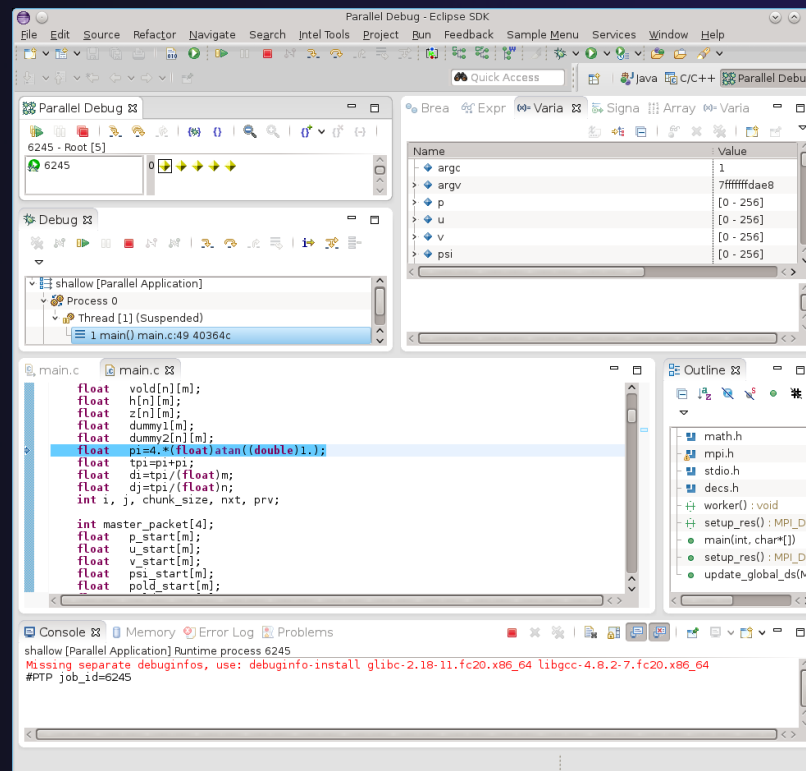 Parallel Debug - Eclipse SDK
File Edit Source Refactor Navigate Search Intel Tools Project Run Feedback Sample Menu Services Window Help
Quick Access
Java C/C++ Parallel Debu
Parallel Debug
6245 - Root [5]
6245
0
Brea Expr Varia Signa Array Varia
Name Value
argc 1
argv 7fffffffdae8
p [0 - 256]
u [0 - 256]
v [0 - 256]
psi [0 - 256]
Debug
shallow [Parallel Application]
Process 0
Thread [1] (Suspended)
1 main() main.c:49 40364c
main.c main.c
float vold[n][m];
float h[n][m];
float z[n][m];
float dummy1[m];
float dummy2[n][m];
float pi=4.*(float)atan((double)1.);
float tpi=pi+pi;
float di=tpi/(float)m;
float dj=tpi/(float)n;
int i, j, chunk_size, nxt, prv;
int master_packet[4];
float p_start[m];
float u_start[m];
float v_start[m];
float psi_start[m];
float pold_start[m];
Outline
math.h
mpi.h
stdio.h
decs.h
worker() : void
setup_res() : MPI_D
main(int, char*[])
setup_res() : MPI_D
update_global_ds(M
Console Memory Error Log Problems
shallow [Parallel Application] Runtime process 6245
Missing separate debuginfos, use: debuginfo-install glibc-2.18-11.fc20.x86_64 libgcc-4.8.2-7.fc20.x86_64
#PTP job_id=6245